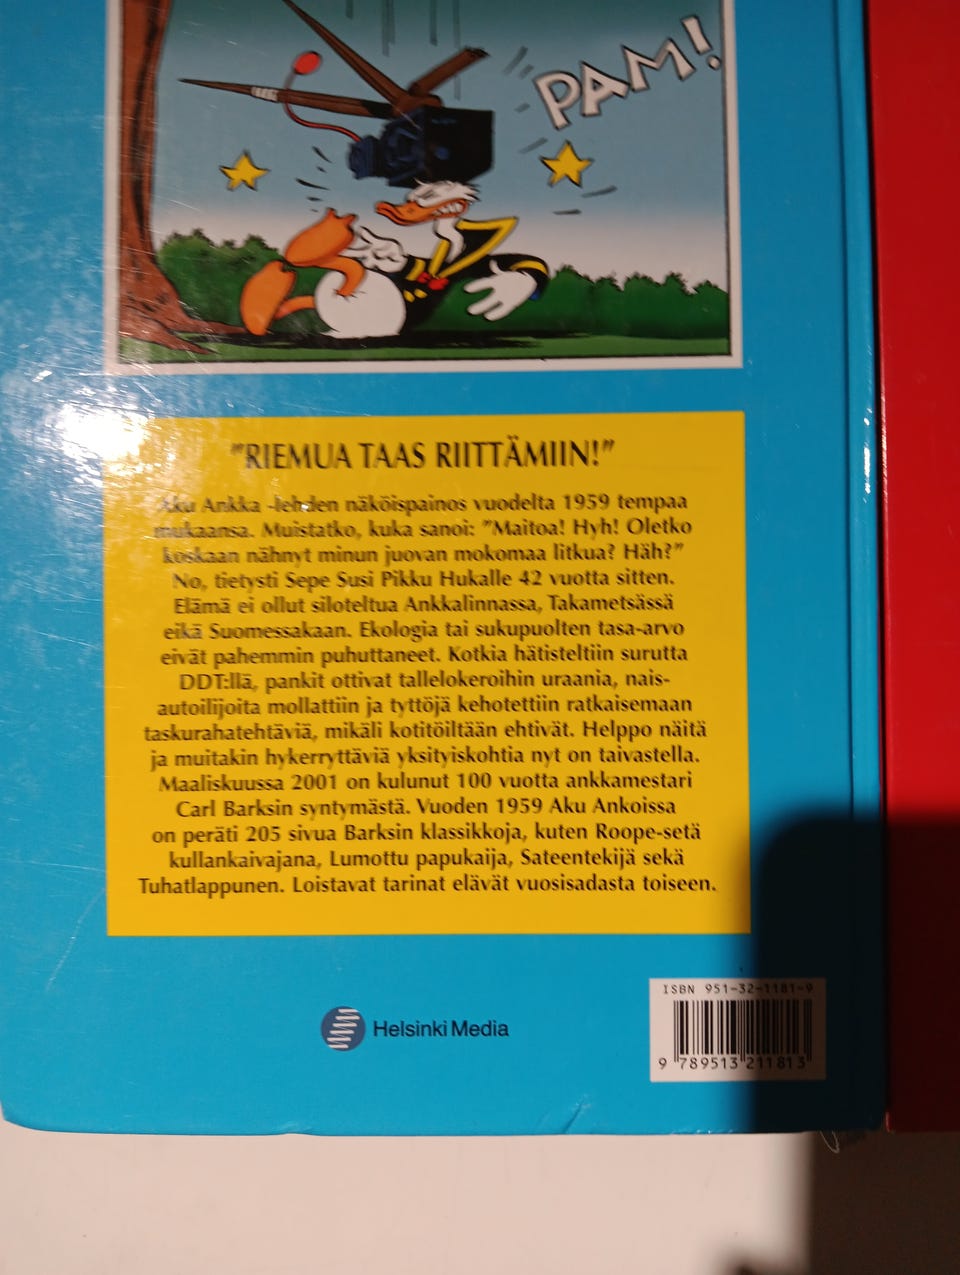 PAM!
"RIEMUA TAAS RIITTÄMIIN!"
Aku Ankka -lehden näköispainos vuodelta 1959 tempaa
mukaansa. Muistatko, kuka sanoi: "Maitoa! Hyh! Oletko
koskaan nähnyt minun juovan mokomaa litkua? Häh?"
No, tietysti Sepe Susi Pikku Hukalle 42 vuotta sitten.
Elämä ei ollut siloteltua Ankkalinnassa, Takametsässä
eikä Suomessakaan. Ekologia tai sukupuolten tasa-arvo
eivät pahemmin puhuttaneet. Kotkia hätisteltiin surutta
DDT:llä, pankit ottivat tallelokeroihin uraania, nais-
autoilijoita mollattiin ja tyttöjä kehotettiin ratkaisemaan
taskurahatehtäviä, mikäli kotitöiltään ehtivät. Helppo näitä
ja muitakin hykerryttäviä yksityiskohtia nyt on taivastella.
Maaliskuussa 2001 on kulunut 100 vuotta ankkamestari
Carl Barksin syntymästä. Vuoden 1959 Aku Ankoissa
on peräti 205 sivua Barksin klassikkoja, kuten Roope-setä
kullankaivajana, Lumottu papukaija, Sateentekijä sekä
Tuhatlappunen. Loistavat tarinat elävät vuosisadasta toiseen.
Helsinki Media
ISBN 951-32-1181-9
9 789513 211813